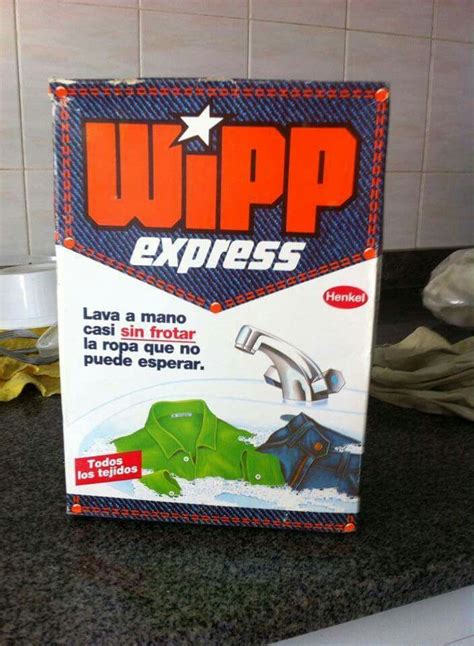 WiPP
express
Henkel
Lava a mano
casi sin frotar
la ropa que no
puede esperar.
Todos
los tejidos